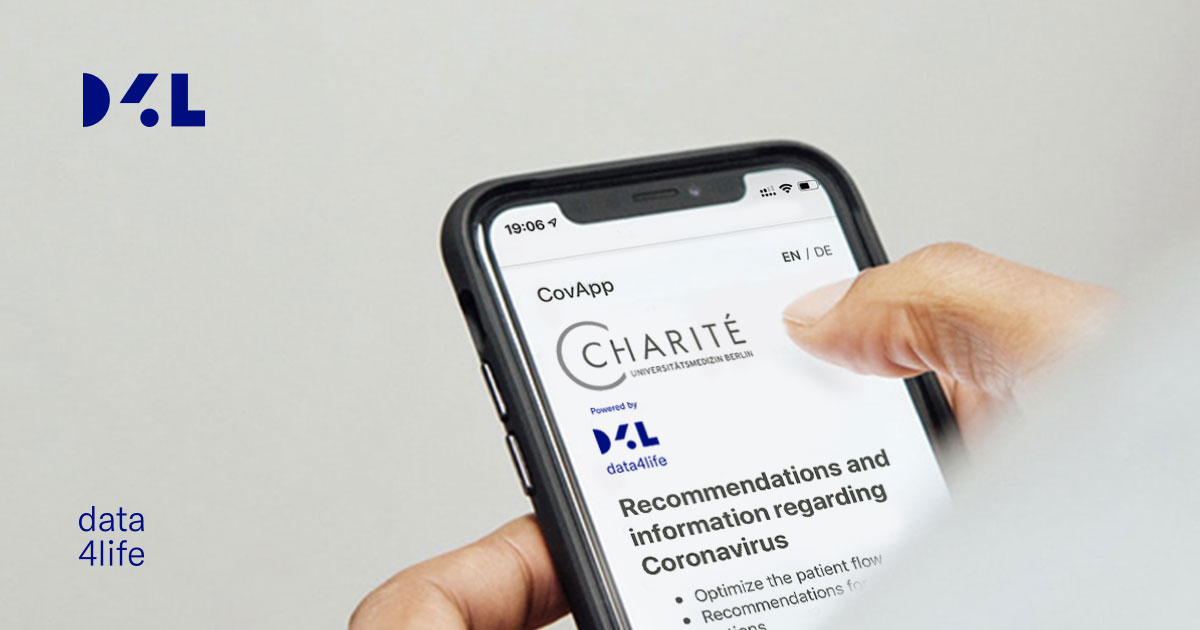 D4L
19:06
EN / DE
CovApp
CHARITÉ
UNIVERSITÄTSMEDIZIN BERLIN
Powered by
D4L
data4life
Recommendations and
information regarding
Coronavirus
• Optimize the patient flow
• Recommendations for
data
4life